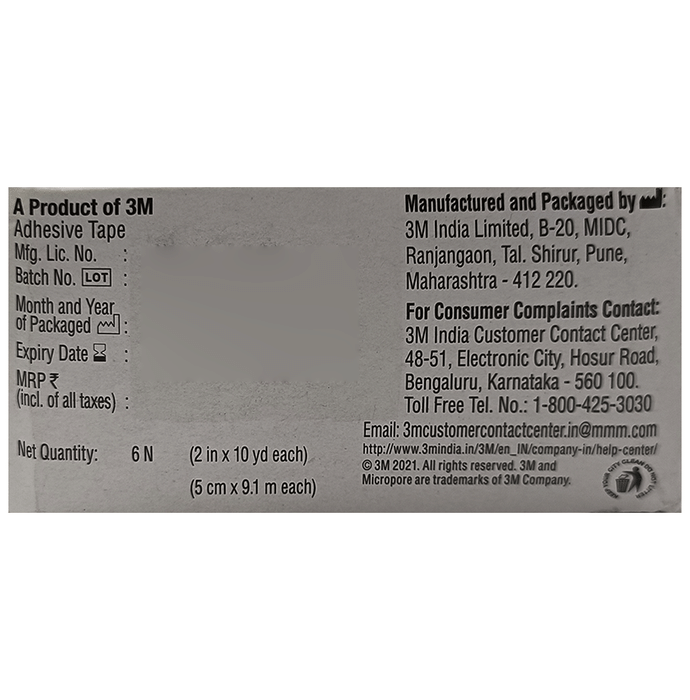 A Product of 3M
Adhesive Tape
Mfg. Lic. No. :
Batch No. LOT :
Month and Year
of Packaged :
Expiry Date :
MRP ₹
(incl. of all taxes) :
Net Quantity: 6 N (2 in x 10 yd each)
(5 cm x 9.1 m each)
Manufactured and Packaged by :
3M India Limited, B-20, MIDC,
Ranjangaon, Tal. Shirur, Pune,
Maharashtra - 412 220.
For Consumer Complaints Contact:
3M India Customer Contact Center,
48-51, Electronic City, Hosur Road,
Bengaluru, Karnataka - 560 100.
Toll Free Tel. No.: 1-800-425-3030
Email: 3mcustomercontactcenter.in@mmm.com
http://www.3mindia.in/3M/en_IN/company-in/help-center/
© 3M 2021. All rights reserved. 3M and
Micropore are trademarks of 3M Company.
KEEP YOUR CITY CLEAN DO NOT LITTER